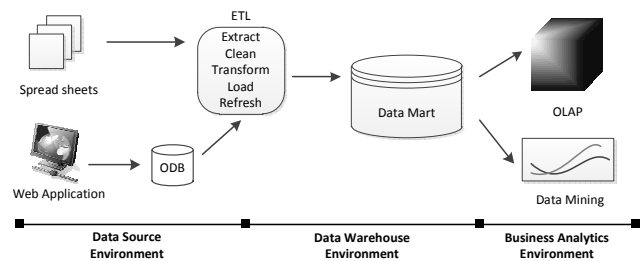 ETL
Extract
Clean
Transform
Load
Refresh
Spread sheets
Data Mart
OLAP
ODB
Web Application
Data Mining
Data Source
Environment
Data Warehouse
Environment
Business Analytics
Environment